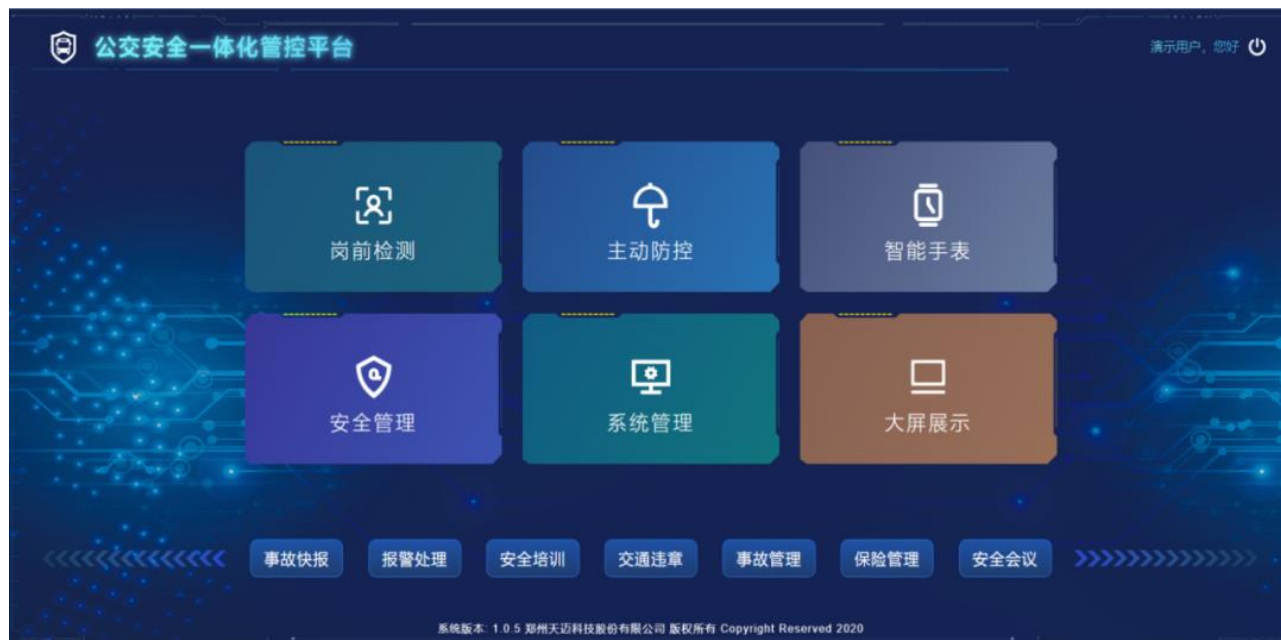 公交安全一体化管控平台
演示用户，您好
岗前检测
主动防控
智能手表
安全管理
系统管理
大屏展示
事故快报
报警处理
安全培训
交通违章
事故管理
保险管理
安全会议
系统版本: 1.0.5 郑州天迈科技股份有限公司 版权所有 Copyright Reserved 2020